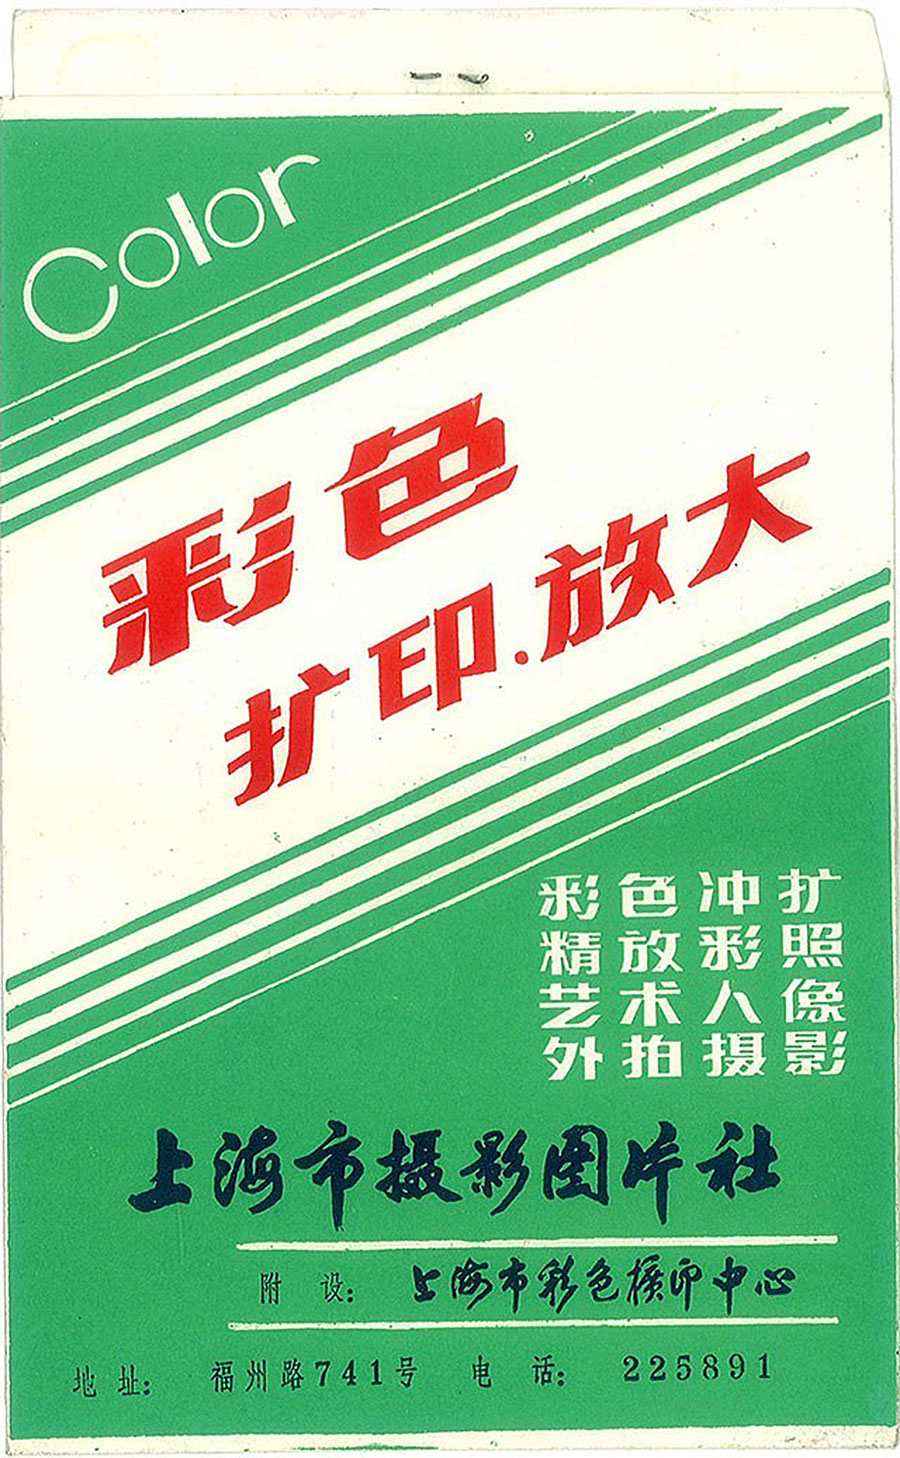 Color
彩色
扩印·放大
彩色冲扩
精放彩照
艺术人像
外拍摄影
上海市摄影图片社
附设：上海市彩色扩印中心
地址：福州路741号 电话：225891